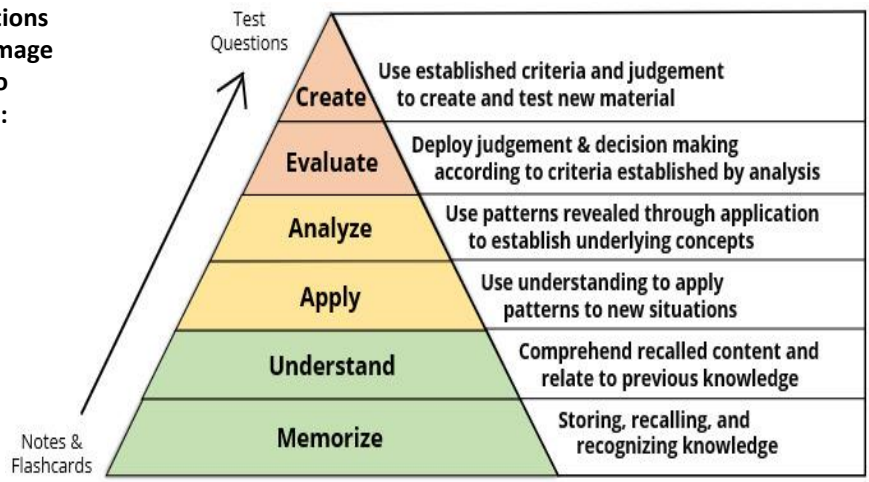 Test
Questions
Create
Use established criteria and judgement
to create and test new material
Evaluate
Deploy judgement & decision making
according to criteria established by analysis
Analyze
Use patterns revealed through application
to establish underlying concepts
Apply
Use understanding to apply
patterns to new situations
Understand
Comprehend recalled content and
relate to previous knowledge
Memorize
Storing, recalling, and
recognizing knowledge
Notes &
Flashcards